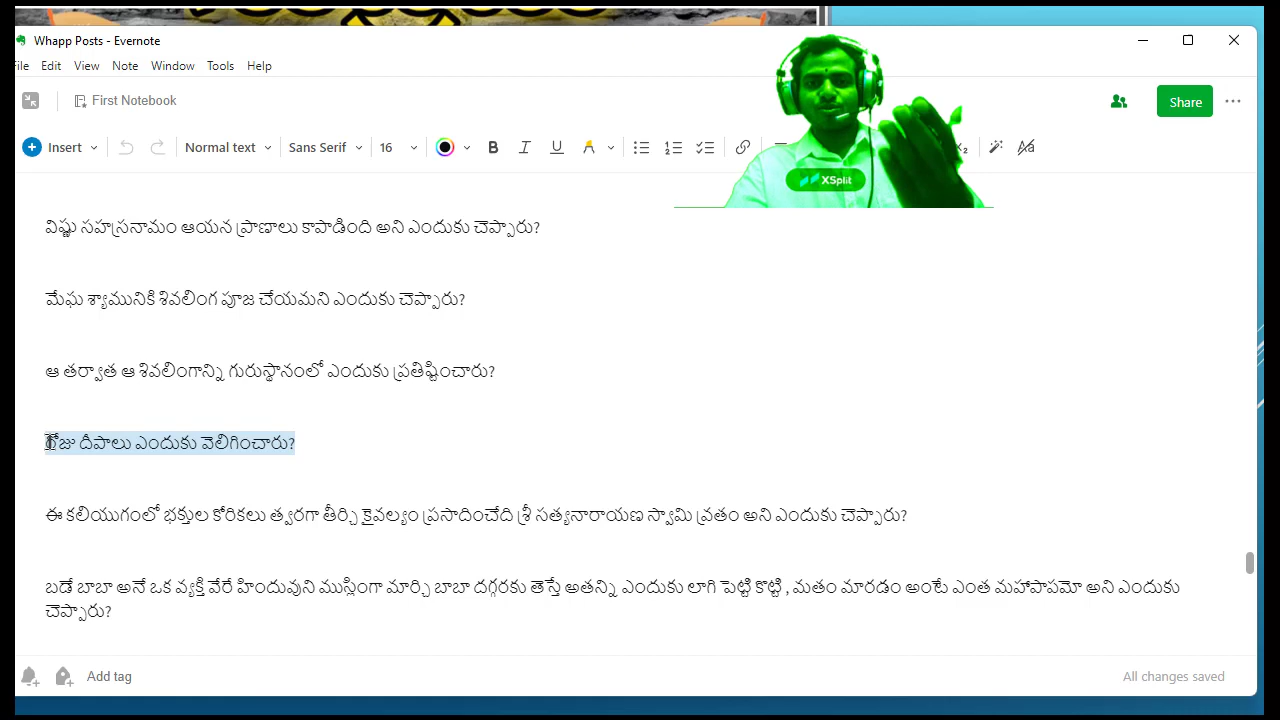 Whapp Posts - Evernote
File Edit View Note Window Tools Help
First Notebook
Share
Insert Normal text Sans Serif 16 B I U
XSplit
విష్ణు సహస్రనామం ఆయన ప్రాణాలు కాపాడింది అని ఎందుకు చెప్పారు?
మేఘ శ్యామునికి శివలింగ పూజ చేయమని ఎందుకు చెప్పారు?
ఆ తర్వాత ఆ శివలింగాన్ని గురుస్థానంలో ఎందుకు ప్రతిష్టించారు?
రోజు దీపాలు ఎందుకు వెలిగించారు?
ఈ కలియుగంలో భక్తుల కోరికలు త్వరగా తీర్చి కైవల్యం ప్రసాదించేది శ్రీ సత్యనారాయణ స్వామి వ్రతం అని ఎందుకు చెప్పారు?
బడే బాబా అనే ఒక వ్యక్తి వేరే హిందువుని ముస్లింగా మార్చి బాబా దగ్గరకు తెస్తే అతన్ని ఎందుకు లాగి పెట్టి కొట్టి , మతం మారడం అంటే ఎంత మహాపాపమో అని ఎందుకు
చెప్పారు?
Add tag
All changes saved